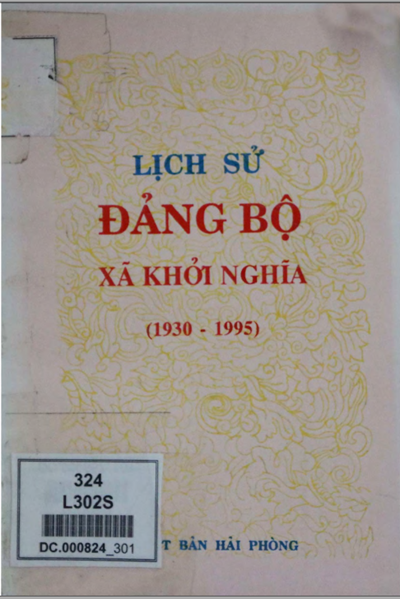 LỊCH SỬ
ĐẢNG BỘ
XÃ KHỞI NGHĨA
(1930 - 1995)
324
L302S
DC.000824_301
T BẢN HẢI PHÒNG